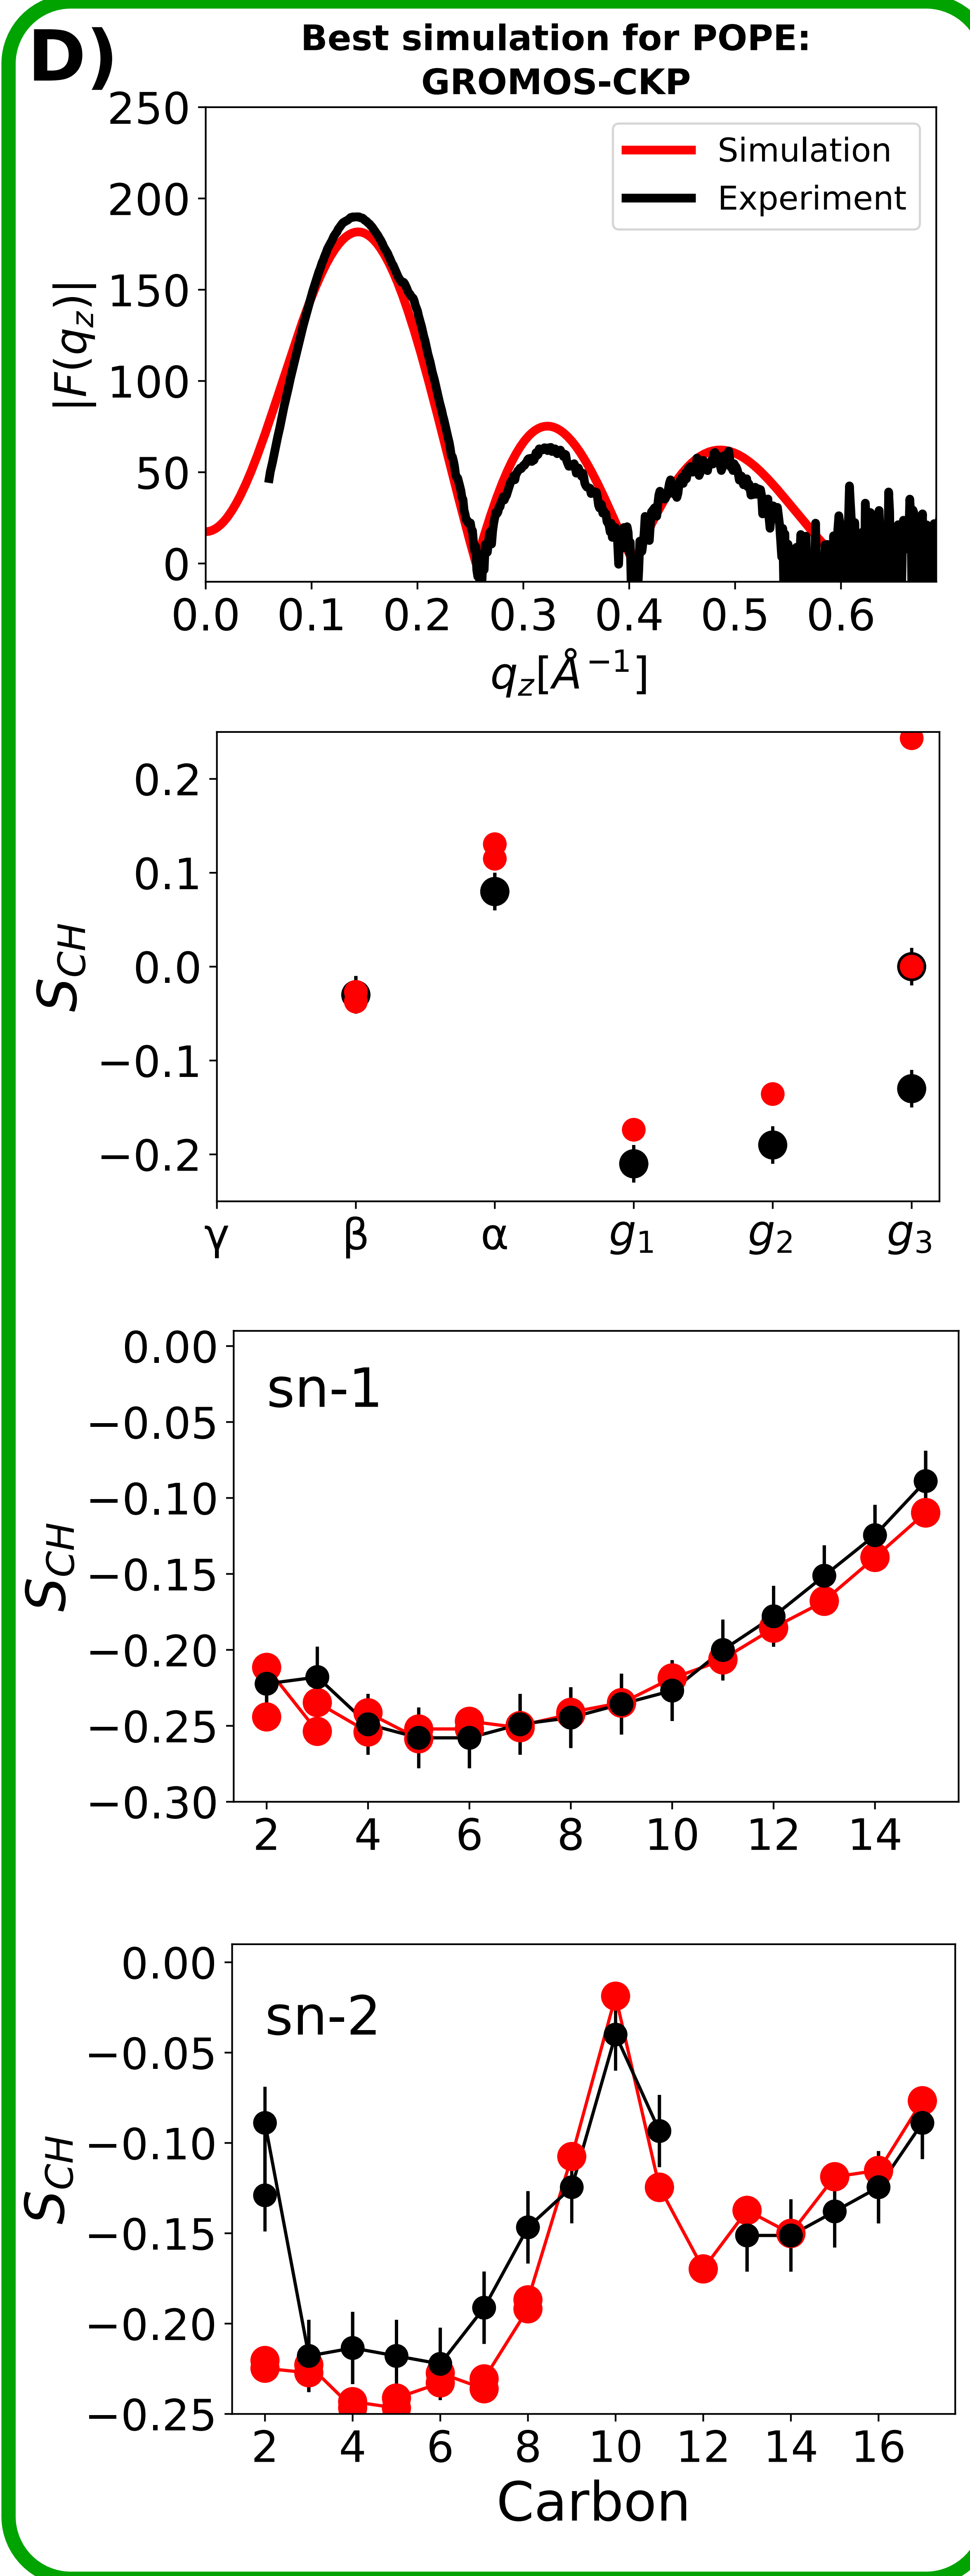 D)
Best simulation for POPE:
GROMOS-CKP
250
200
150
100
50
0
|F(q_z)|
Simulation
Experiment
0.0 0.1 0.2 0.3 0.4 0.5 0.6
q_z[Å⁻¹]
0.2
0.1
0.0
−0.1
−0.2
S_CH
γ β α g₁ g₂ g₃
0.00
−0.05
−0.10
−0.15
−0.20
−0.25
−0.30
S_CH
sn-1
2 4 6 8 10 12 14
0.00
−0.05
−0.10
−0.15
−0.20
−0.25
S_CH
sn-2
2 4 6 8 10 12 14 16
Carbon